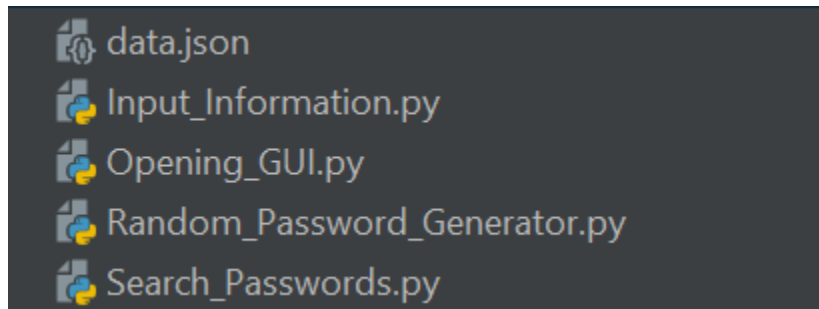 data.json
Input_Information.py
Opening_GUI.py
Random_Password_Generator.py
Search_Passwords.py